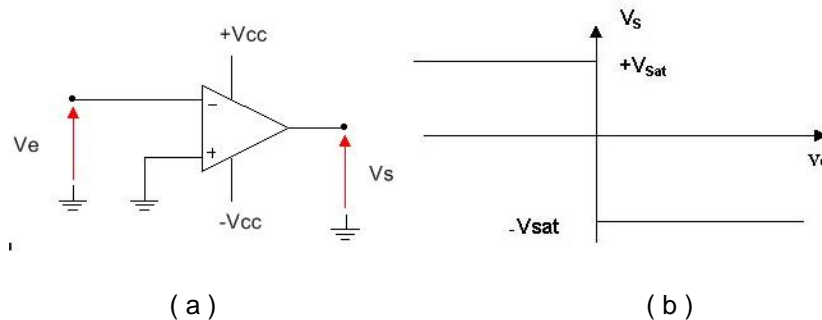 +Vcc
−
Ve
+
Vs
-Vcc
( a )
Vs
+VSat
Ve
-Vsat
( b )